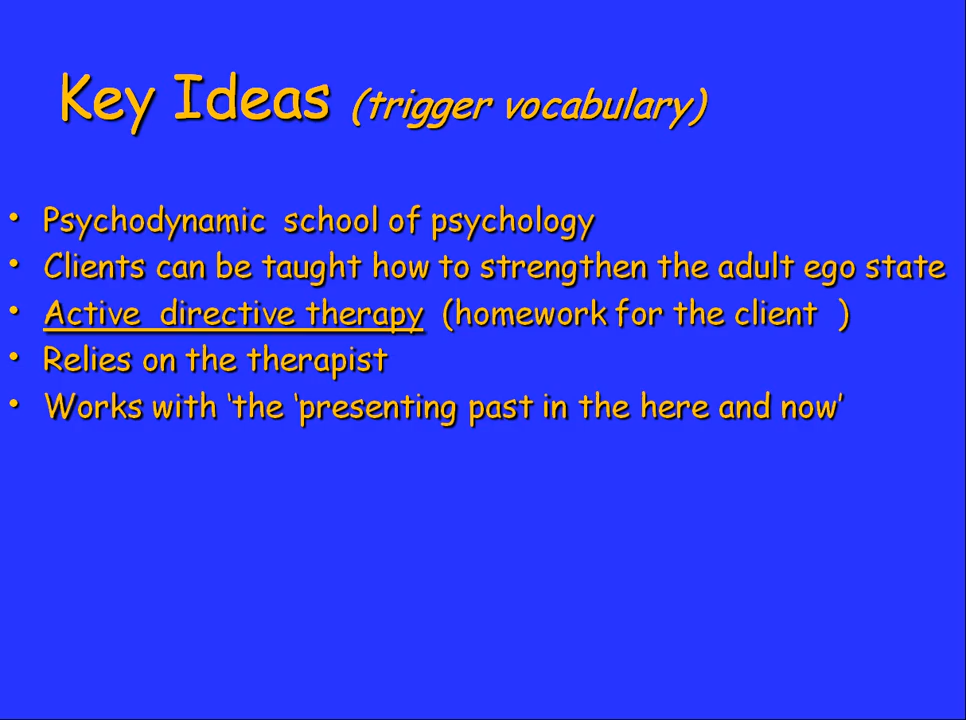 Key Ideas (trigger vocabulary)
• Psychodynamic school of psychology
• Clients can be taught how to strengthen the adult ego state
• Active directive therapy (homework for the client )
• Relies on the therapist
• Works with ‘the ‘presenting past in the here and now’